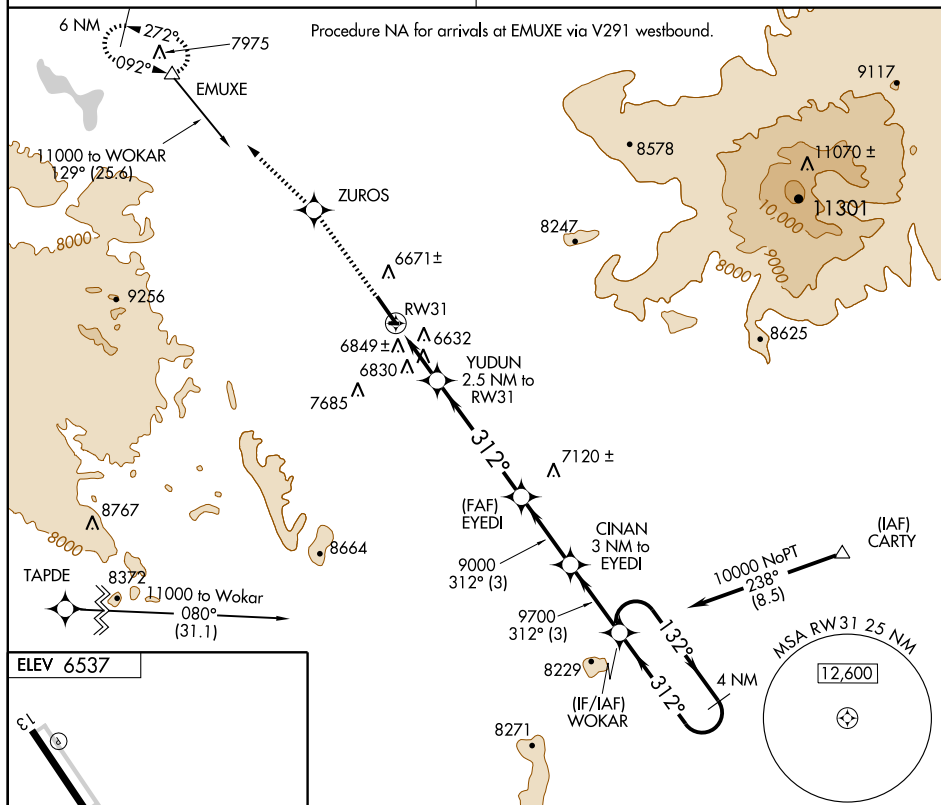 Procedure NA for arrivals at EMUXE via V291 westbound.
6 NM
272°
7975
092°
EMUXE
9117
8578
11070 ±
11301
11000 to WOKAR
129° (25.6)
ZUROS
10,000
9000
8000
8247
8000
9256
6671 ±
8625
RW31
6849 ±
6632
6830
YUDUN
2.5 NM to
RW31
7685
312°
7120 ±
(FAF)
EYEDI
8767
8000
8664
CINAN
3 NM to
EYEDI
(IAF)
CARTY
9000
312° (3)
10000 NoPT
238°
(8.5)
TAPDE
8372
11000 to Wokar
080°
(31.1)
9700
312° (3)
132°
MSA RW31 25 NM
12,600
ELEV 6537
8229
312°
4 NM
(IF/IAF)
WOKAR
8271
13
P